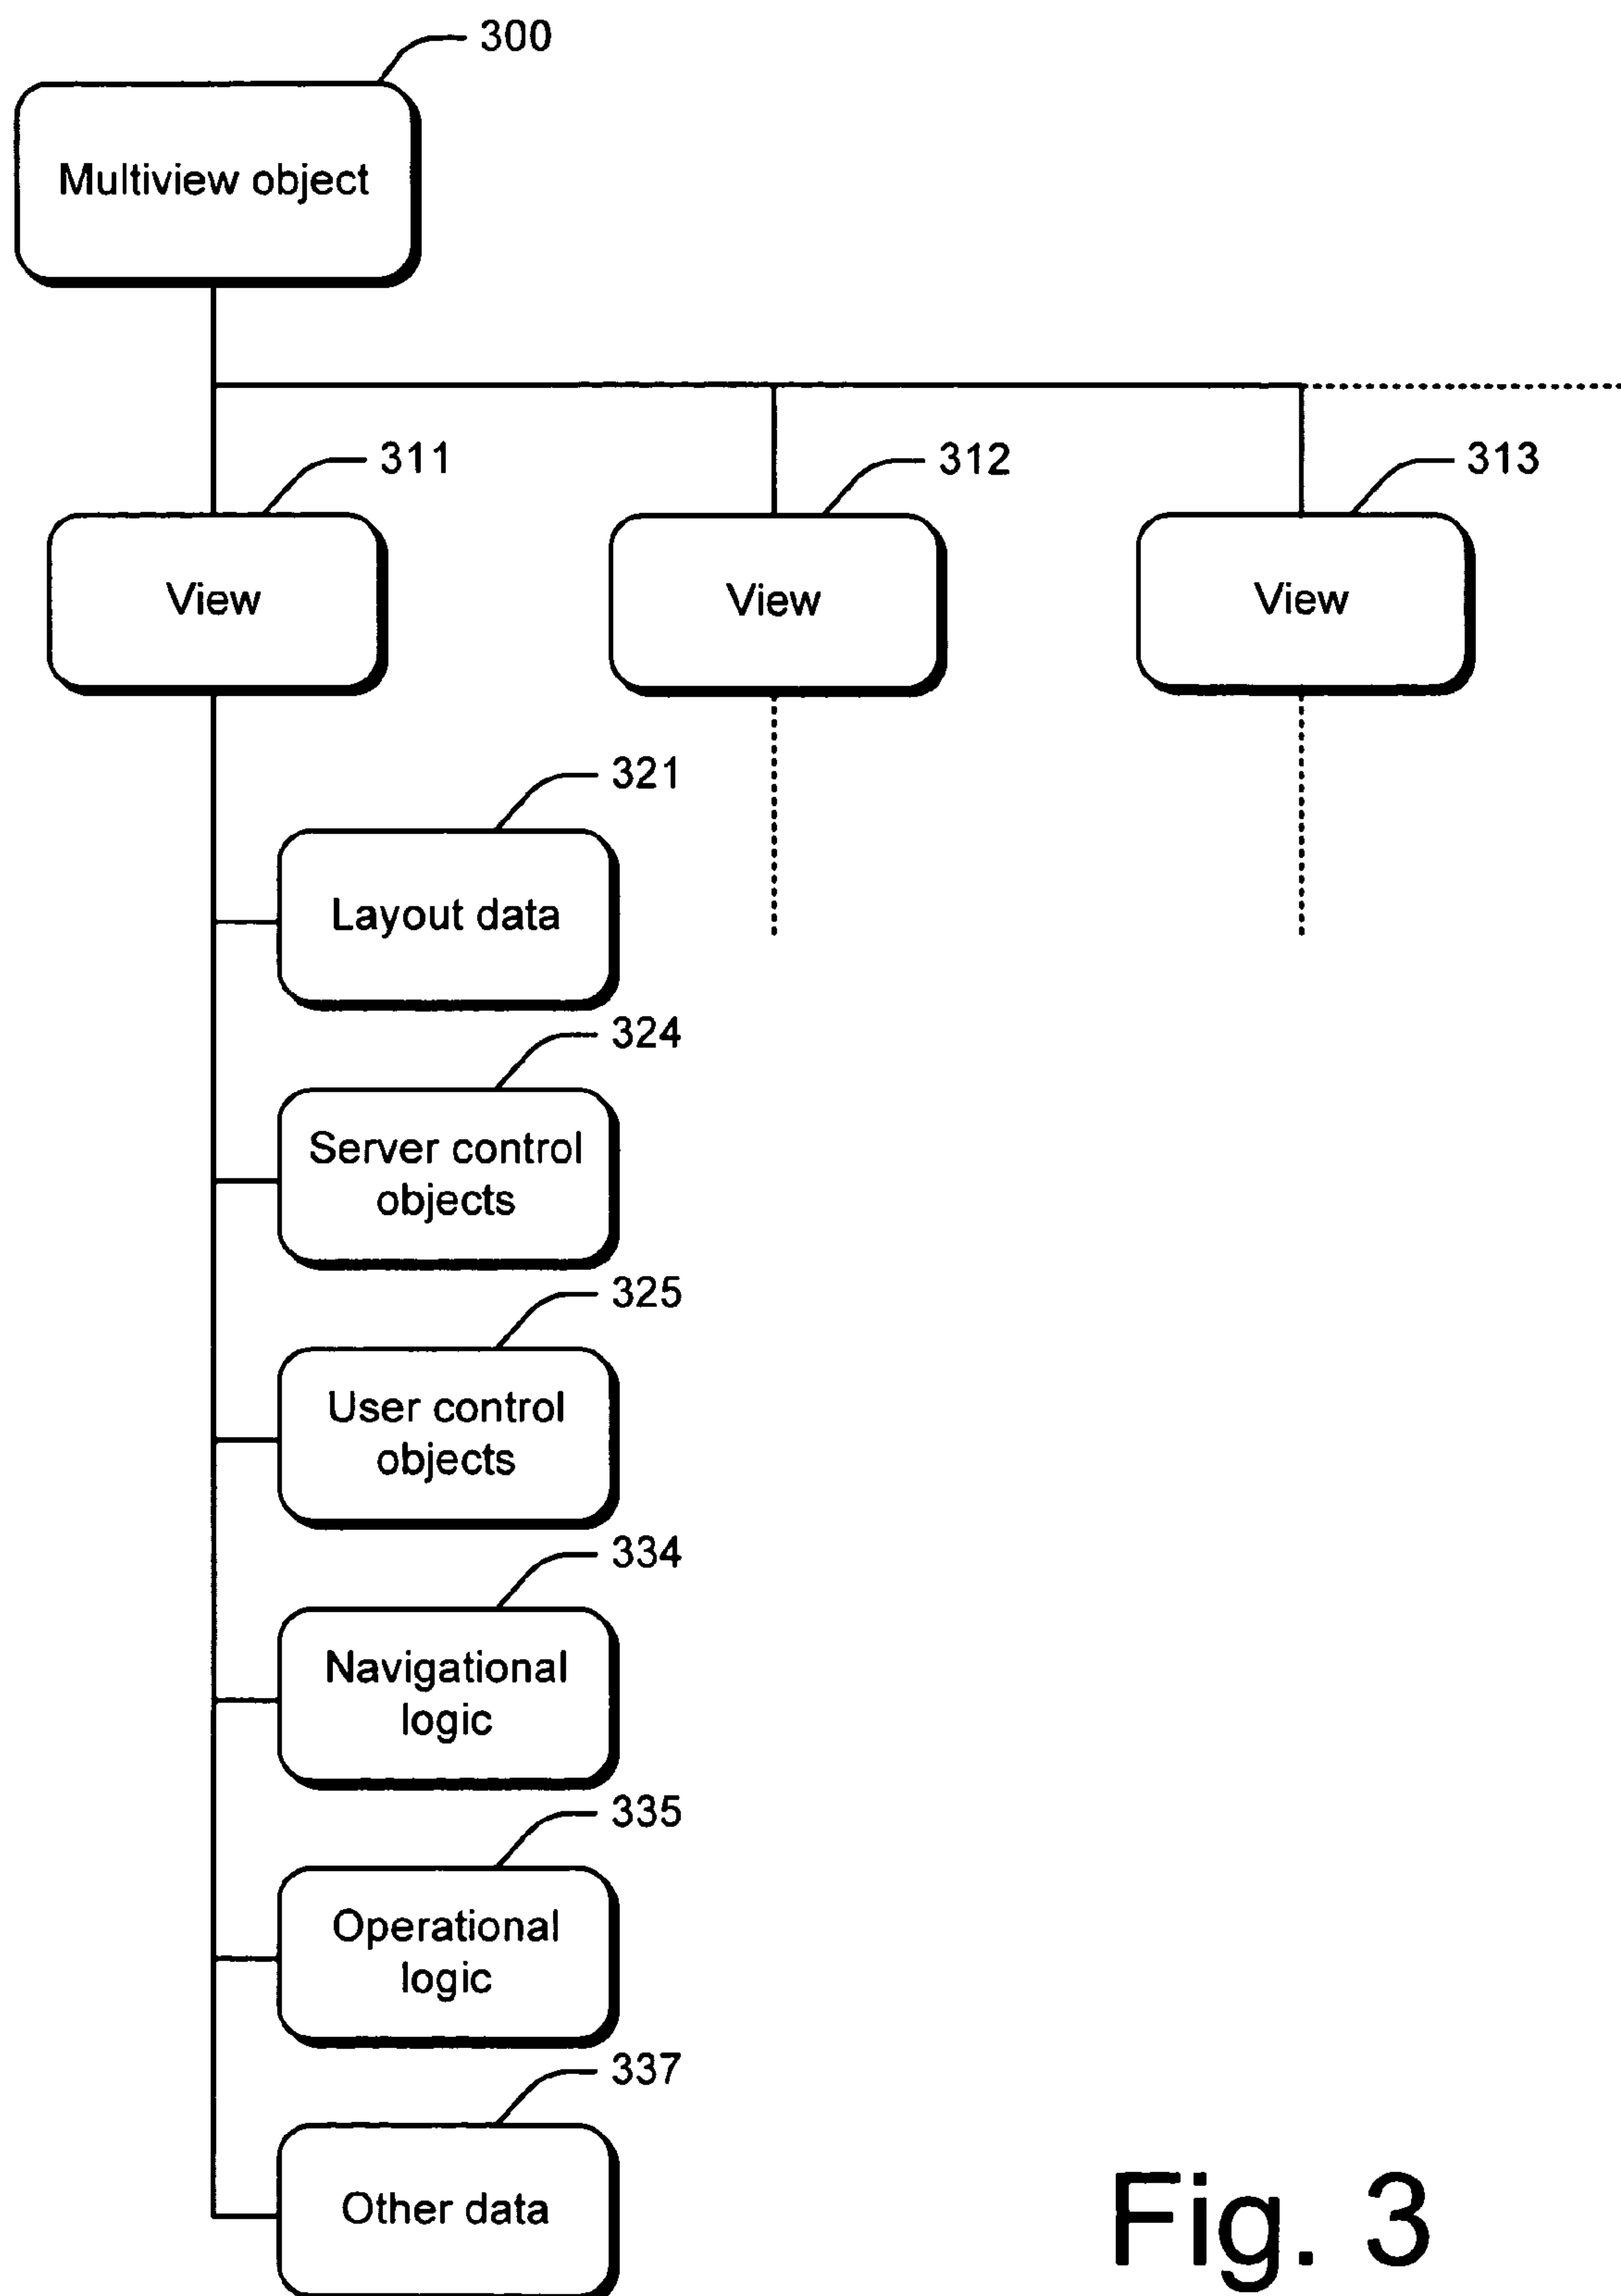 300
Multiview object
311
312
313
View
View
View
321
Layout data
324
Server control
objects
325
User control
objects
334
Navigational
logic
335
Operational
logic
337
Other data
Fig. 3